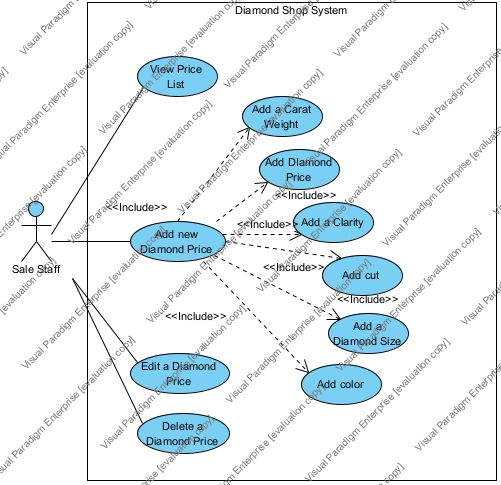 Diamond Shop System
View Price
List
Add a Carat
Weight
Add DIamond
Price
<<Include>>
<<Include>>
Add a Clarity
<<Include>>
Add new
Diamond Price
Sale Staff
<<Include>>
Add cut
<<Include>>
<<Include>>
Add a
Diamond Size
Edit a Diamond
Price
Add color
Delete a
Diamond Price
Visual Paradigm Enterprise [evaluation copy]